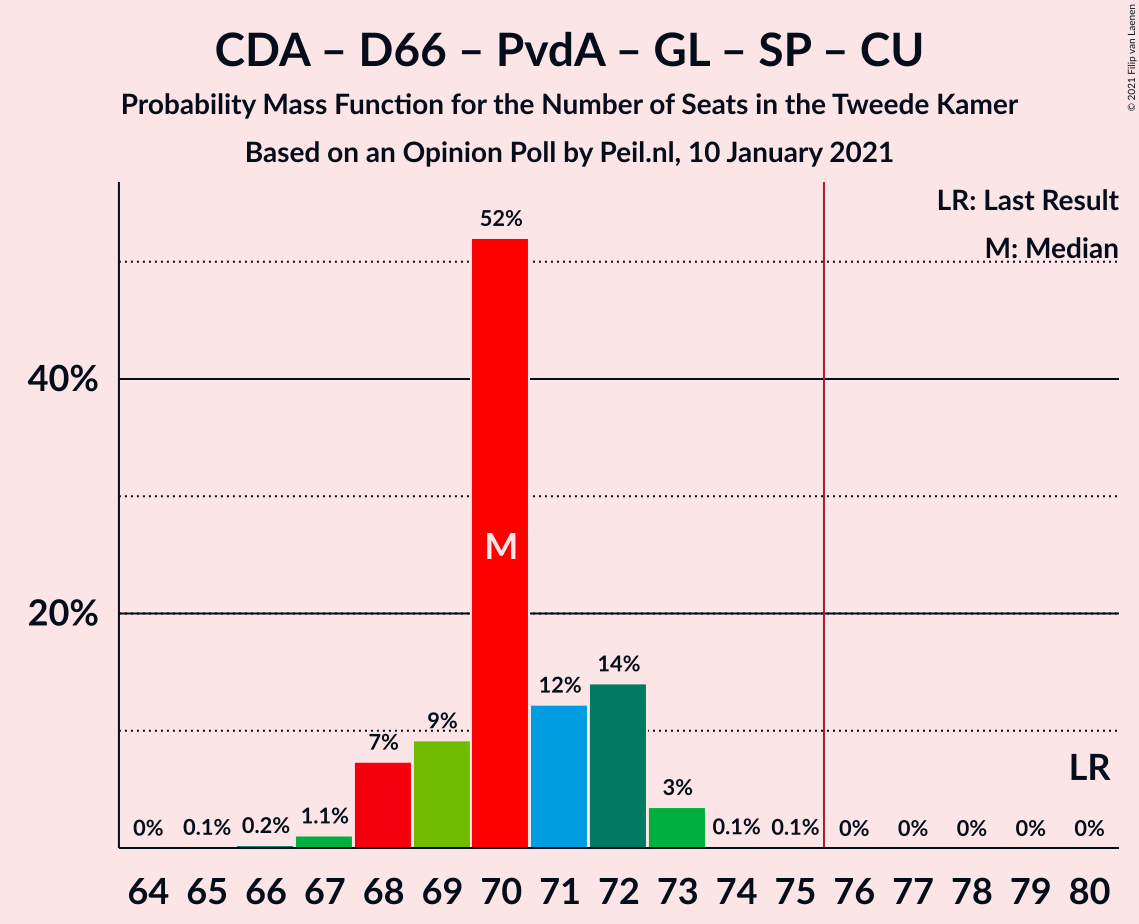 CDA – D66 – PvdA – GL – SP – CU
Probability Mass Function for the Number of Seats in the Tweede Kamer
Based on an Opinion Poll by Peil.nl, 10 January 2021
© 2021 Filip van Laenen
LR: Last Result
M: Median
40%
20%
0%
0.1%
0.2%
1.1%
7%
9%
52%
M
12%
14%
3%
0.1%
0.1%
0%
0%
0%
0%
0%
LR
64 65 66 67 68 69 70 71 72 73 74 75 76 77 78 79 80